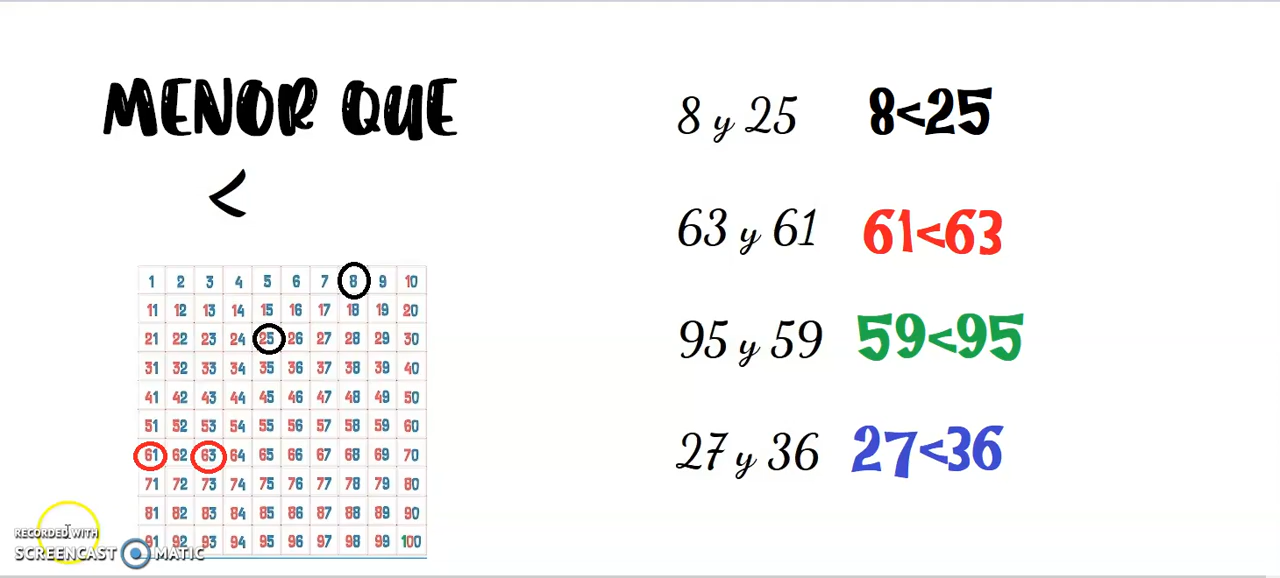 MENOR QUE
<
8 y 25 8<25
63 y 61 61<63
95 y 59 59<95
27 y 36 27<36
1 2 3 4 5 6 7 8 9 10
11 12 13 14 15 16 17 18 19 20
21 22 23 24 25 26 27 28 29 30
31 32 33 34 35 36 37 38 39 40
41 42 43 44 45 46 47 48 49 50
51 52 53 54 55 56 57 58 59 60
61 62 63 64 65 66 67 68 69 70
71 72 73 74 75 76 77 78 79 80
81 82 83 84 85 86 87 88 89 90
91 92 93 94 95 96 97 98 99 100
RECORDED WITH
SCREENCAST MATIC